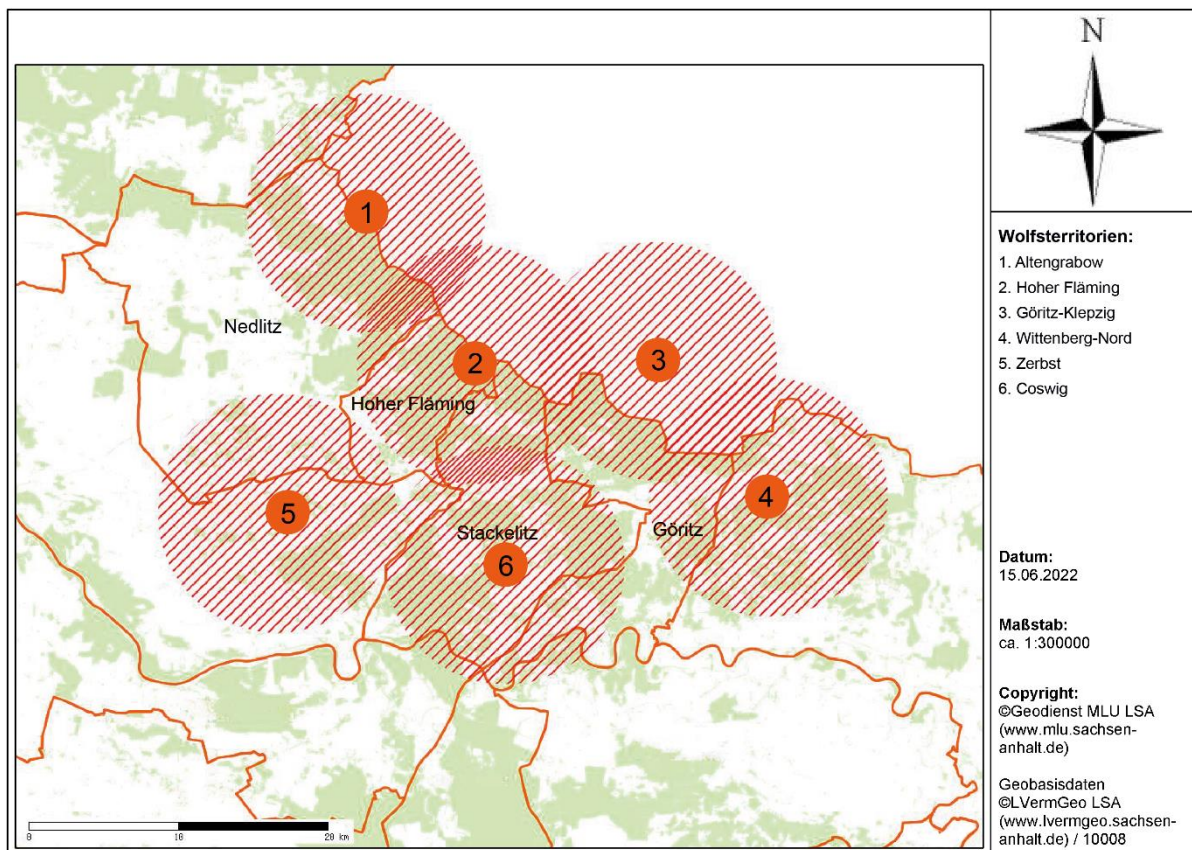 N
1
2
3
4
5
6
Nedlitz
Hoher Fläming
Stackelitz
Göritz
0
10
20 km
Wolfsterritorien:
1. Altengrabow
2. Hoher Fläming
3. Göritz-Klepzig
4. Wittenberg-Nord
5. Zerbst
6. Coswig
Datum:
15.06.2022
Maßstab:
ca. 1:300000
Copyright:
©Geodienst MLU LSA
(www.mlu.sachsen-
anhalt.de)
Geobasisdaten
©LVermGeo LSA
(www.lvermgeo.sachsen-
anhalt.de) / 10008